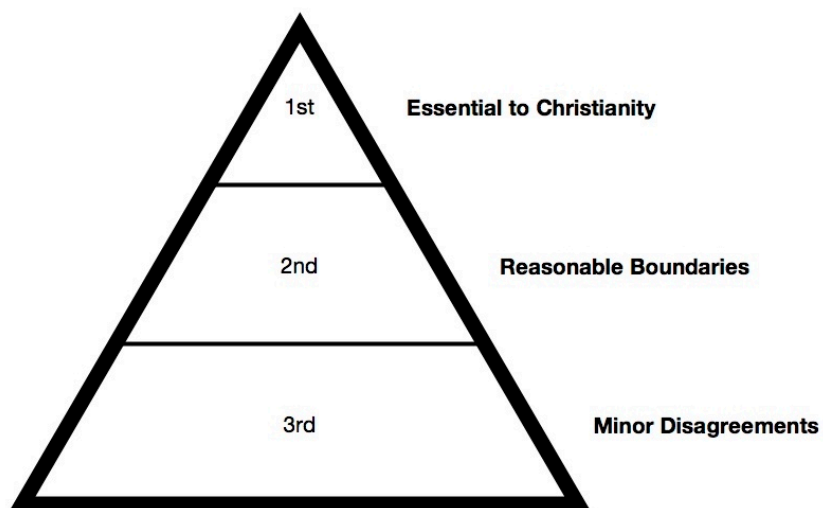 1st Essential to Christianity
2nd Reasonable Boundaries
3rd Minor Disagreements